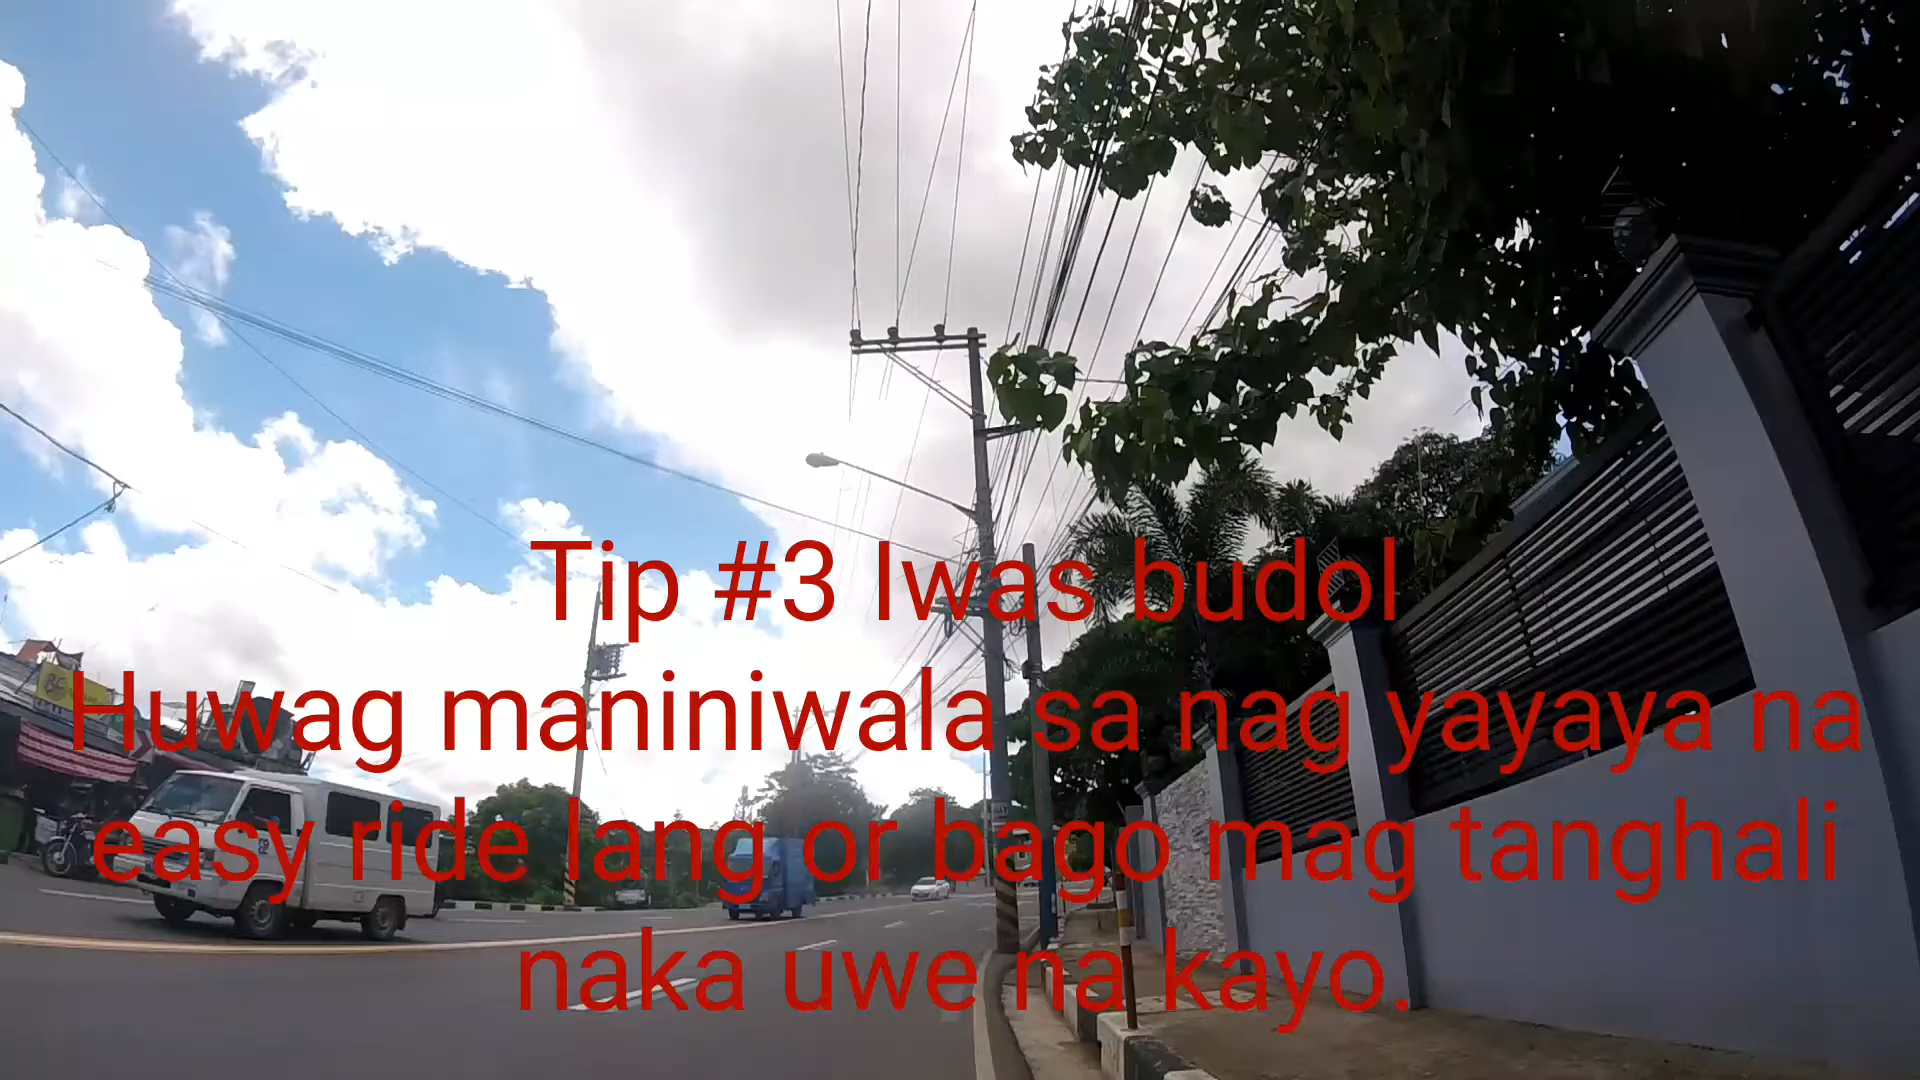 Tip #3 Iwas budol
Huwag maniniwala sa nag yayaya na
easy ride lang or bago mag tanghali
naka uwe na kayo.